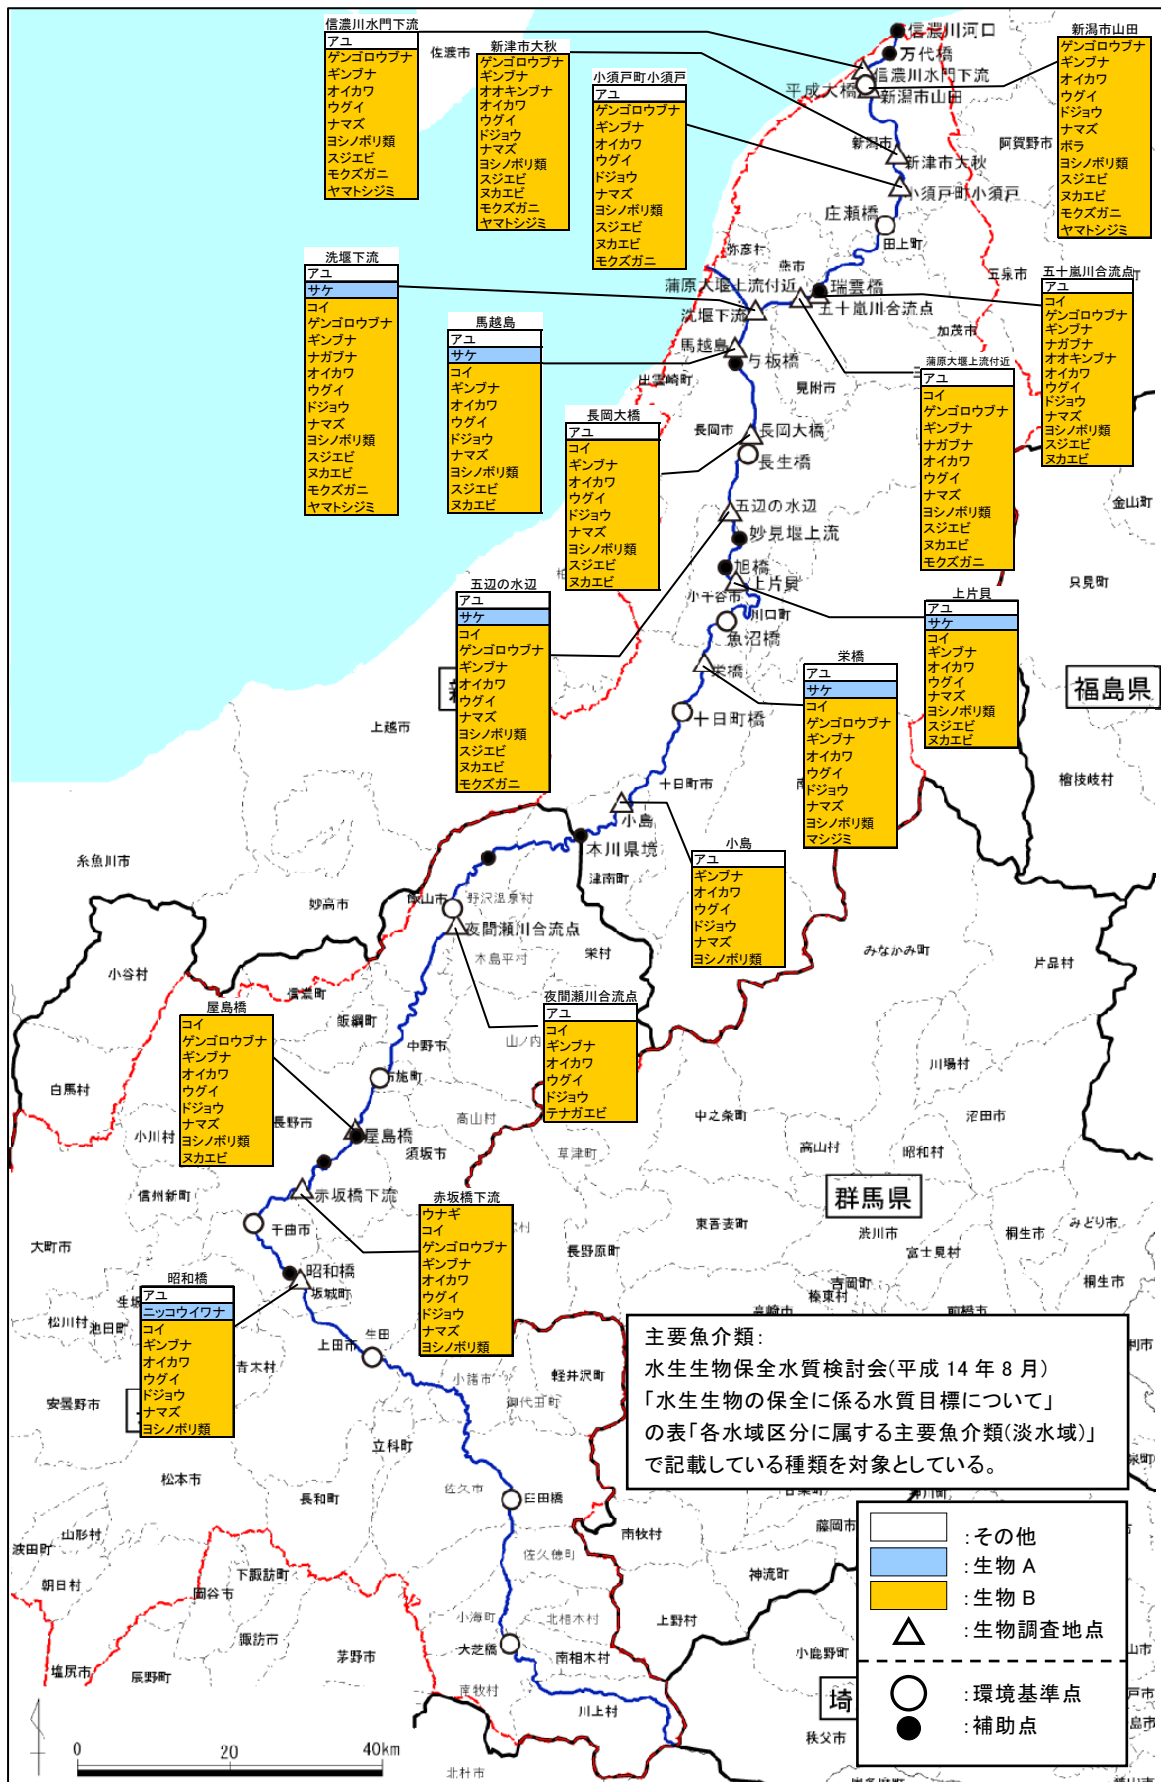 信濃川水門下流
アユ
ゲンゴロウブナ
ギンブナ
オイカワ
ウグイ
ナマズ
ヨシノボリ類
スジエビ
モクズガニ
ヤマトシジミ
佐渡市
新津市大秋
ゲンゴロウブナ
ギンブナ
オオキンブナ
オイカワ
ウグイ
ドジョウ
ナマズ
ヨシノボリ類
スジエビ
ヌカエビ
モクズガニ
ヤマトシジミ
小須戸町小須戸
アユ
ゲンゴロウブナ
ギンブナ
オイカワ
ウグイ
ドジョウ
ナマズ
ヨシノボリ類
スジエビ
ヌカエビ
モクズガニ
新潟市山田
ゲンゴロウブナ
ギンブナ
オイカワ
ウグイ
ドジョウ
ナマズ
ボラ
ヨシノボリ類
スジエビ
ヌカエビ
モクズガニ
ヤマトシジミ
信濃川河口
万代橋
信濃川水門下流
平成大橋
新潟市山田
新潟市
阿賀野市
新津市大秋
小須戸町小須戸
庄瀬橋
田上町
弥彦村
燕市
五泉市
瑞雲橋
蒲原大堰上流付近
五十嵐川合流点
洗堰下流
加茂市
洗堰下流
アユ
サケ
コイ
ゲンゴロウブナ
ギンブナ
ナガブナ
オイカワ
ウグイ
ドジョウ
ナマズ
ヨシノボリ類
スジエビ
ヌカエビ
モクズガニ
ヤマトシジミ
馬越島
アユ
サケ
コイ
ギンブナ
オイカワ
ウグイ
ドジョウ
ナマズ
ヨシノボリ類
スジエビ
ヌカエビ
五十嵐川合流点
アユ
コイ
ゲンゴロウブナ
ギンブナ
ナガブナ
オオキンブナ
オイカワ
ウグイ
ドジョウ
ナマズ
ヨシノボリ類
スジエビ
ヌカエビ
蒲原大堰上流付近
アユ
コイ
ゲンゴロウブナ
ギンブナ
ナガブナ
オイカワ
ウグイ
ナマズ
ヨシノボリ類
スジエビ
ヌカエビ
モクズガニ
馬越島
与板橋
出雲崎町
見附市
長岡市
長岡大橋
長生橋
長岡大橋
アユ
コイ
ギンブナ
オイカワ
ウグイ
ドジョウ
ナマズ
ヨシノボリ類
スジエビ
ヌカエビ
金山町
五辺の水辺
妙見堰上流
旭橋
上片貝
小千谷市
川口町
魚沼橋
只見町
五辺の水辺
アユ
サケ
コイ
ゲンゴロウブナ
ギンブナ
オイカワ
ウグイ
ナマズ
ヨシノボリ類
スジエビ
ヌカエビ
モクズガニ
上片貝
アユ
サケ
コイ
ギンブナ
オイカワ
ウグイ
ナマズ
ヨシノボリ類
スジエビ
ヌカエビ
栄橋
アユ
サケ
コイ
ゲンゴロウブナ
ギンブナ
オイカワ
ウグイ
ドジョウ
ナマズ
ヨシノボリ類
マシジミ
栄橋
福島県
十日町橋
上越市
檜枝岐村
十日町市
小島
小島
アユ
ギンブナ
オイカワ
ウグイ
ドジョウ
ナマズ
ヨシノボリ類
本川県境
津南町
糸魚川市
妙高市
飯山市
野沢温泉村
夜間瀬川合流点
木島平村
栄村
みなかみ町
片品村
小谷村
信濃町
飯綱町
中野市
山ノ内
夜間瀬川合流点
アユ
コイ
ギンブナ
オイカワ
ウグイ
ドジョウ
テナガエビ
屋島橋
コイ
ゲンゴロウブナ
ギンブナ
オイカワ
ウグイ
ドジョウ
ナマズ
ヨシノボリ類
ヌカエビ
白馬村
川場村
中之条町
沼田市
高山村
昭和村
小川村
長野市
屋島橋
須坂市
高山村
草津町
信州新町
赤坂橋下流
群馬県
大町市
千曲市
東吾妻町
渋川市
桐生市
みどり市
富士見村
長野原町
赤坂橋下流
ウナギ
コイ
ゲンゴロウブナ
ギンブナ
オイカワ
ウグイ
ドジョウ
ナマズ
ヨシノボリ類
昭和橋
坂城町
昭和橋
アユ
ニッコウイワナ
コイ
ギンブナ
オイカワ
ウグイ
ドジョウ
ナマズ
ヨシノボリ類
吉岡町
榛東村
桐生市
松川村
池田町
青木村
上田市
生田
小諸市
軽井沢町
御代田町
安曇野市
立科町
主要魚介類:
水生生物保全水質検討会(平成14年8月)
「水生生物の保全に係る水質目標について」
の表「各水域区分に属する主要魚介類(淡水域)」
で記載している種類を対象としている。
松本市
長和町
佐久市
臼田橋
南牧村
藤岡市
山形村
波田町
朝日村
岡谷市
下諏訪町
佐久穂町
神流町
小海町
北相木村
上野村
諏訪市
茅野市
大芝橋
南相木村
小鹿野町
塩尻市
辰野町
南牧村
川上村
埼
秩父市
北杜市
:その他
:生物A
:生物B
:生物調査地点
:環境基準点
:補助点
0
20
40km